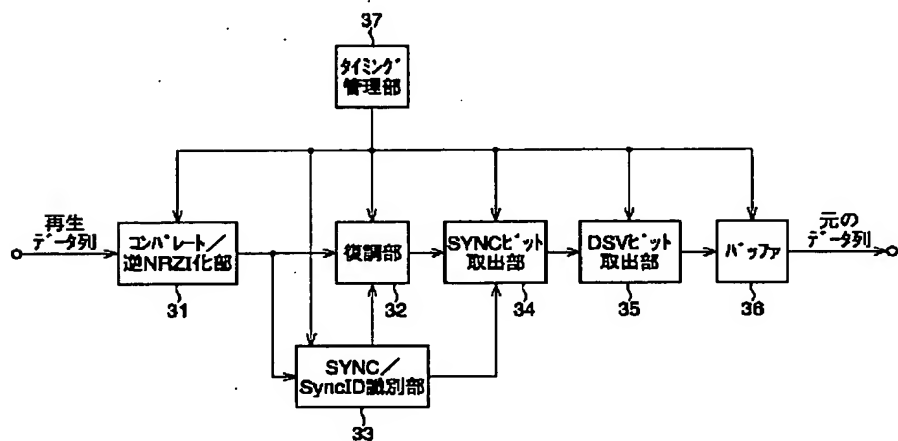 37
タイミング
管理部
再生
データ列
コンパレート／
逆NRZI化部
31
復調部
32
SYNCビット
取出部
34
DSVビット
取出部
35
バッファ
36
元の
データ列
SYNC／
SyncID識別部
33